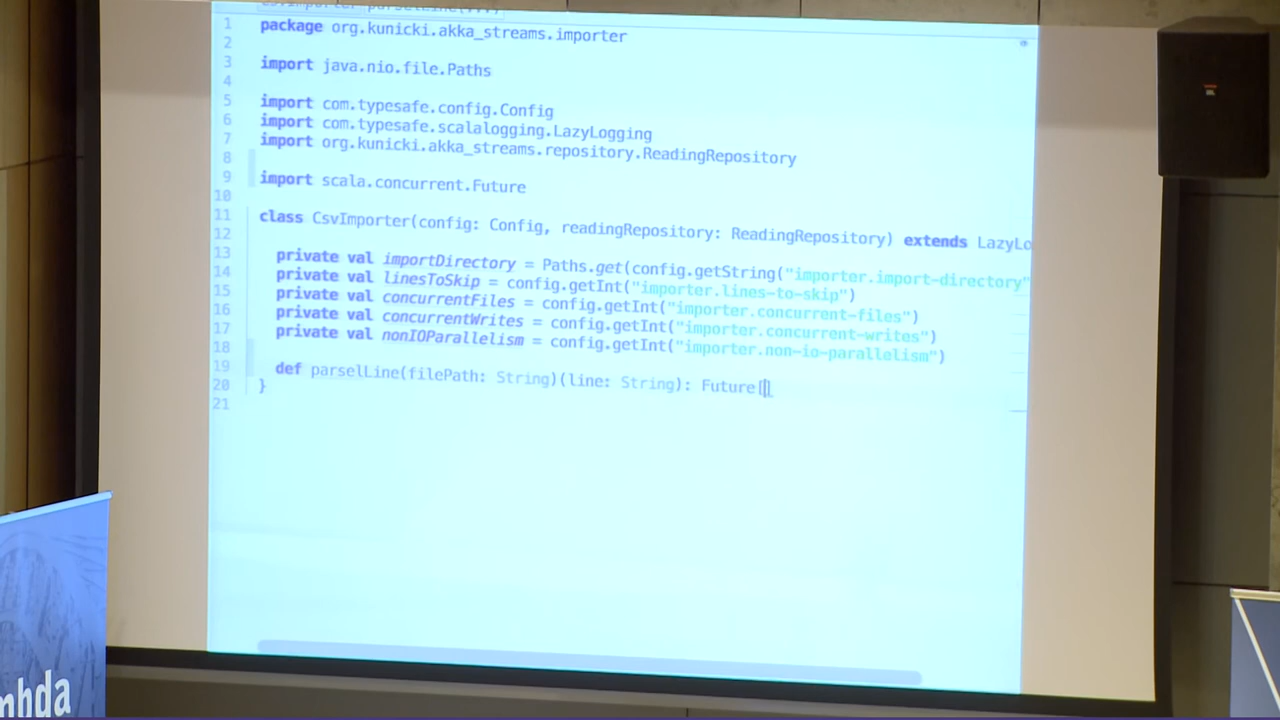 1 package org.kunicki.akka_streams.importer
2
3 import java.nio.file.Paths
4
5 import com.typesafe.config.Config
6 import com.typesafe.scalalogging.LazyLogging
7 import org.kunicki.akka_streams.repository.ReadingRepository
8
9 import scala.concurrent.Future
10
11 class CsvImporter(config: Config, readingRepository: ReadingRepository) extends LazyLo
12
13 private val importDirectory = Paths.get(config.getString("importer.import-directory"
14 private val linesToSkip = config.getInt("importer.lines-to-skip")
15 private val concurrentFiles = config.getInt("importer.concurrent-files")
16 private val concurrentWrites = config.getInt("importer.concurrent-writes")
17 private val nonIOParallelism = config.getInt("importer.non-io-parallelism")
18
19 def parselLine(filePath: String)(line: String): Future[]
20 }
21
mbda